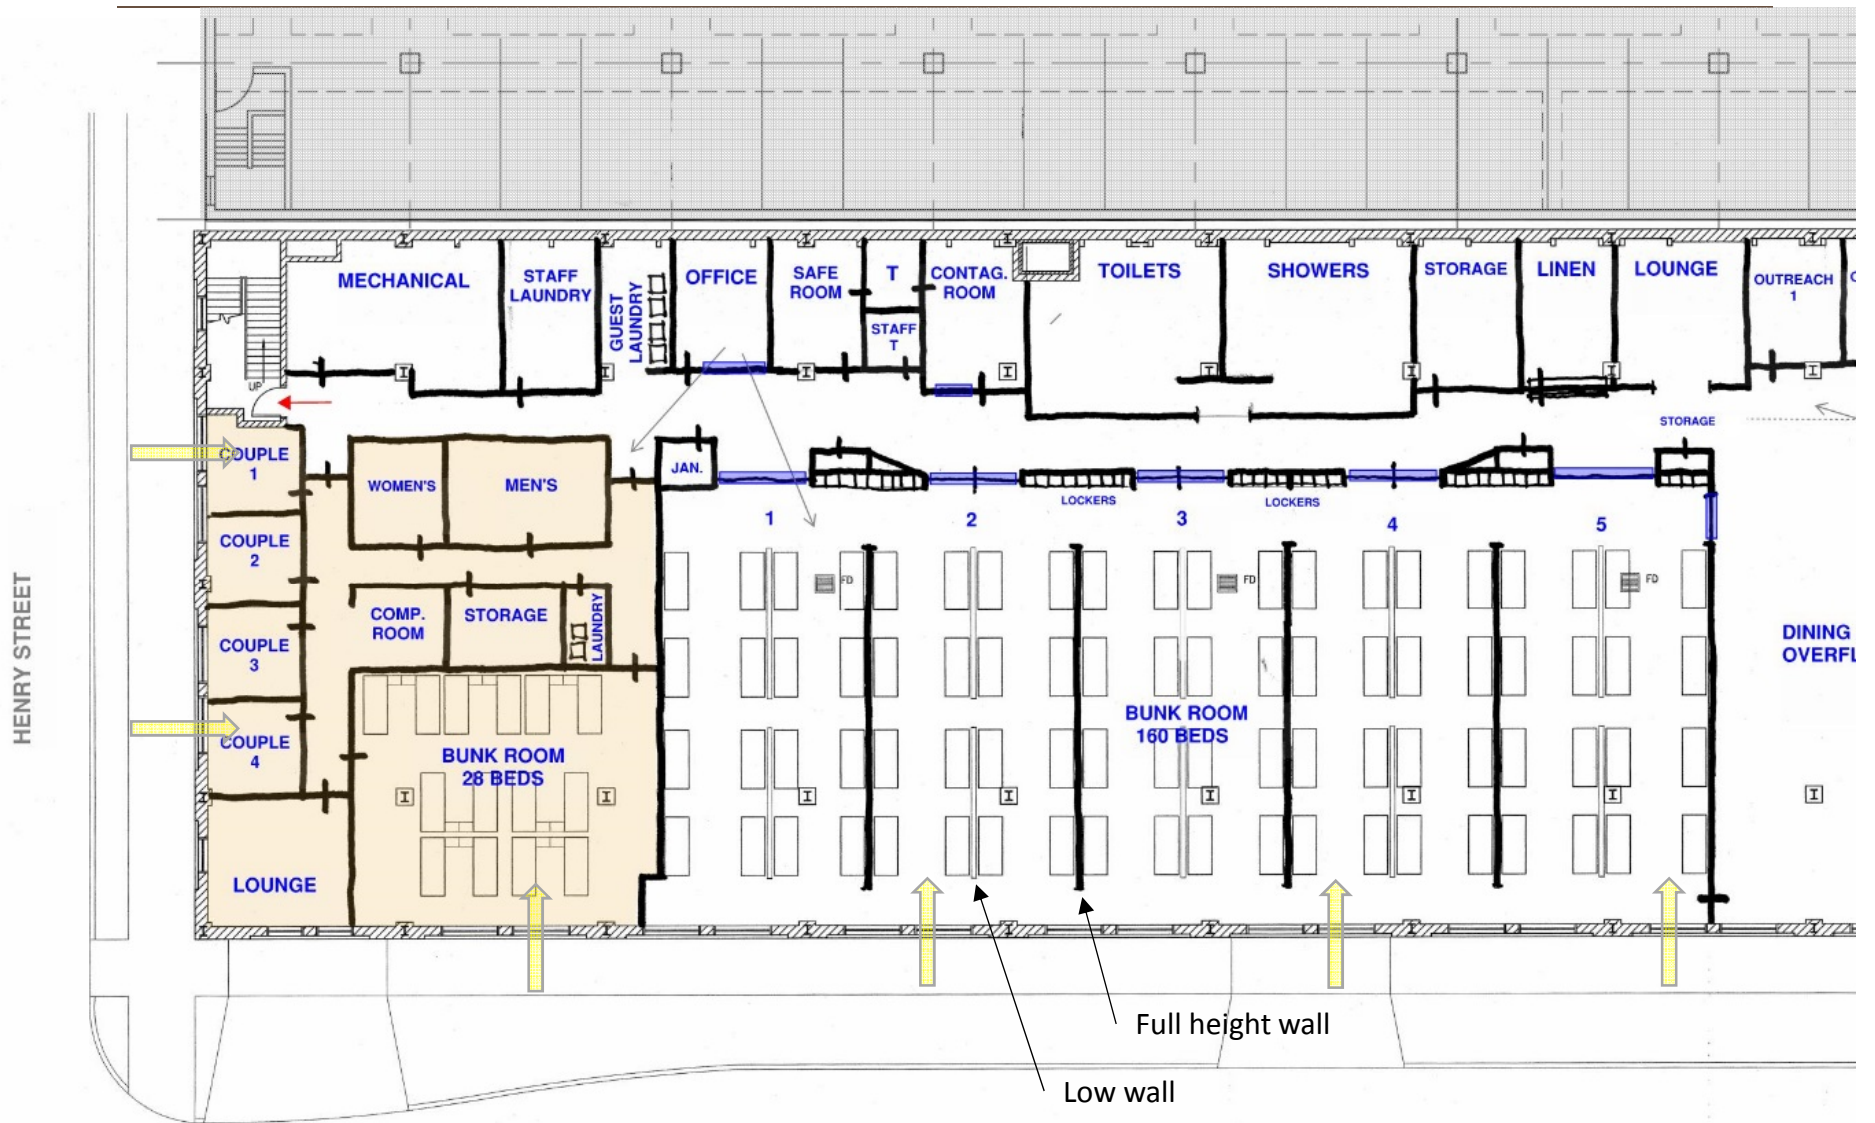 MECHANICAL
STAFF
LAUNDRY
GUEST
LAUNDRY
OFFICE
SAFE
ROOM
T
STAFF
T
CONTAG.
ROOM
TOILETS
SHOWERS
STORAGE
LINEN
LOUNGE
OUTREACH
1
UP
STORAGE
COUPLE
1
WOMEN'S
MEN'S
JAN.
LOCKERS
LOCKERS
1
2
3
4
5
COUPLE
2
FD
FD
FD
HENRY STREET
COUPLE
3
COMP.
ROOM
STORAGE
LAUNDRY
DINING
OVERFL
COUPLE
4
BUNK ROOM
28 BEDS
BUNK ROOM
160 BEDS
LOUNGE
Full height wall
Low wall